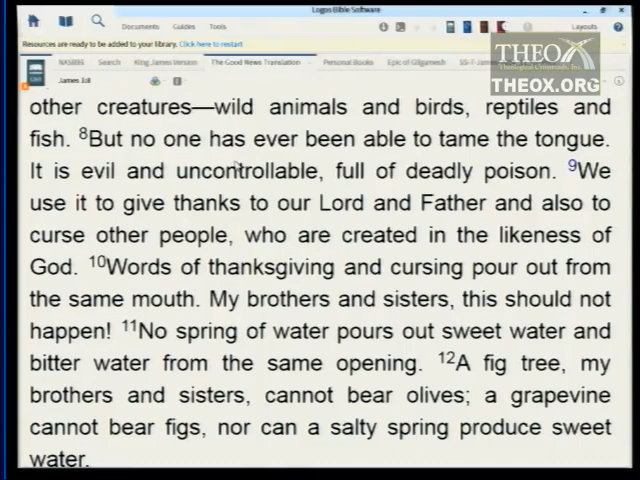 Logos Bible Software
Documents Guides Tools Layouts
Resources are ready to be added to your library. Click here to restart
NASB95 Search King James Version The Good News Translation Personal Books Epic of Gilgamesh
James 3:8
THEOX
THEOX.ORG
other creatures—wild animals and birds, reptiles and
fish. 8But no one has ever been able to tame the tongue.
It is evil and uncontrollable, full of deadly poison. 9We
use it to give thanks to our Lord and Father and also to
curse other people, who are created in the likeness of
God. 10Words of thanksgiving and cursing pour out from
the same mouth. My brothers and sisters, this should not
happen! 11No spring of water pours out sweet water and
bitter water from the same opening. 12A fig tree, my
brothers and sisters, cannot bear olives; a grapevine
cannot bear figs, nor can a salty spring produce sweet
water.